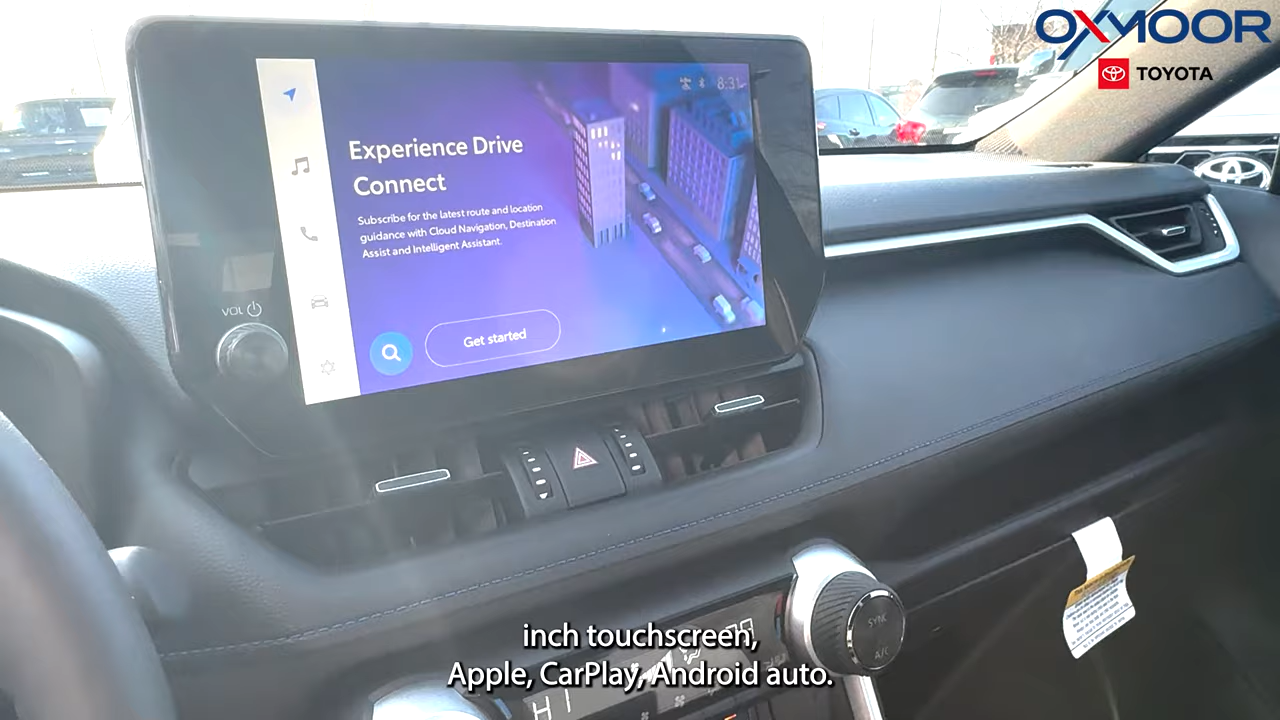 OXMOOR
TOYOTA
8:31
Experience Drive
Connect
Subscribe for the latest route and location
guidance with Cloud Navigation, Destination
Assist and Intelligent Assistant.
Get started
VOL
SYNC
A/C
HI
inch touchscreen,
Apple, CarPlay, Android auto.